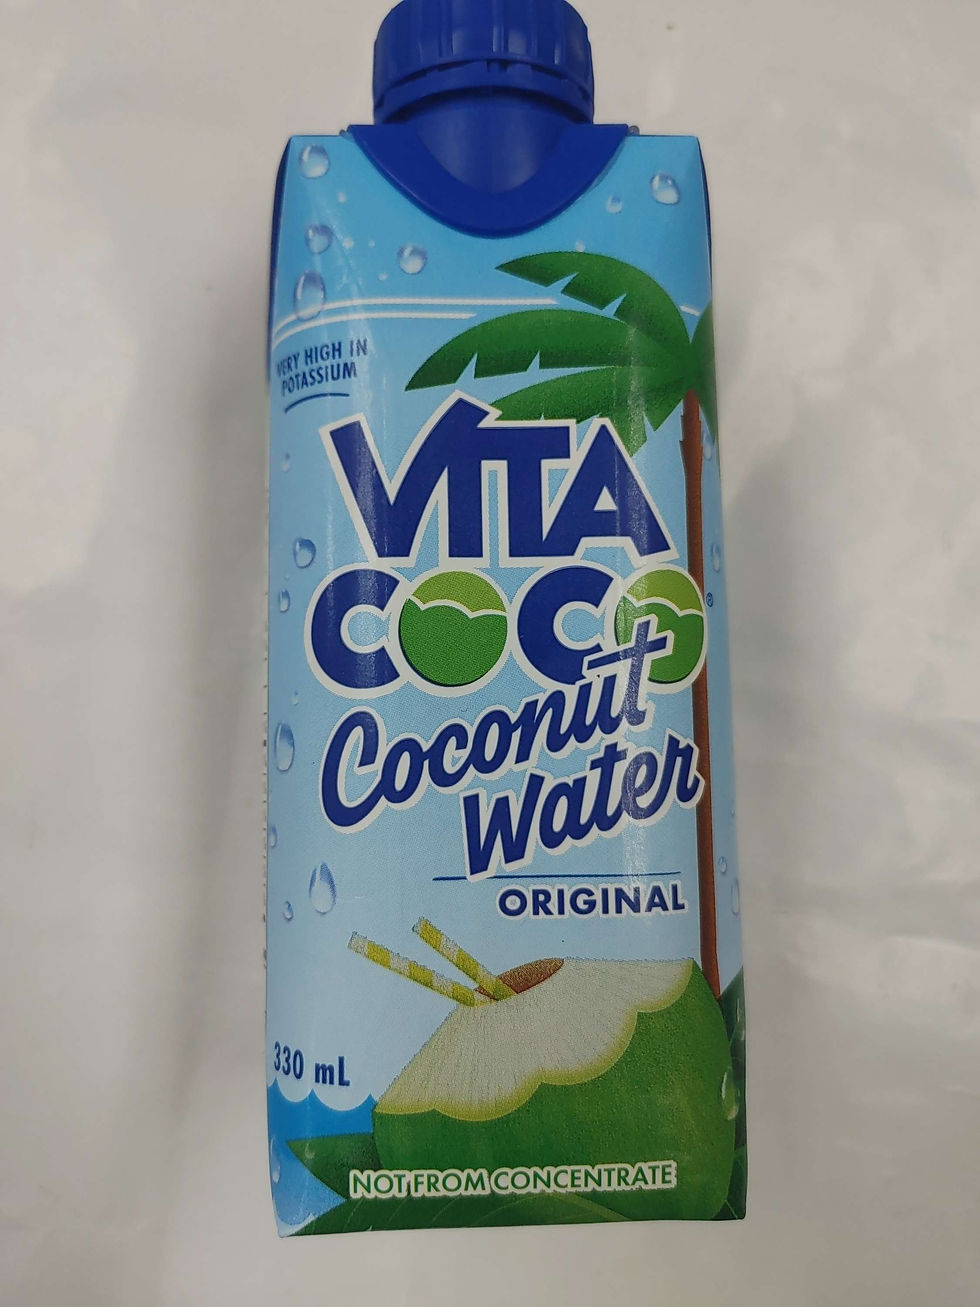 VERY HIGH IN
POTASSIUM
VITA
COCO®
Coconut
Water
ORIGINAL
330 mL
NOT FROM CONCENTRATE